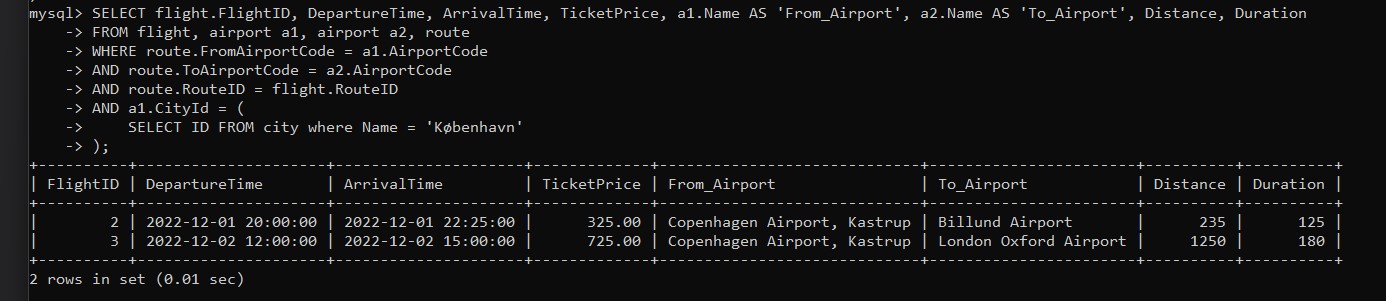 mysql> SELECT flight.FlightID, DepartureTime, ArrivalTime, TicketPrice, a1.Name AS 'From_Airport', a2.Name AS 'To_Airport', Distance, Duration
    -> FROM flight, airport a1, airport a2, route
    -> WHERE route.FromAirportCode = a1.AirportCode
    -> AND route.ToAirportCode = a2.AirportCode
    -> AND route.RouteID = flight.RouteID
    -> AND a1.CityId = (
    ->     SELECT ID FROM city where Name = 'København'
    -> );
+----------+---------------------+---------------------+-------------+-----------------------------+-----------------------+----------+----------+
| FlightID | DepartureTime       | ArrivalTime         | TicketPrice | From_Airport                | To_Airport            | Distance | Duration |
+----------+---------------------+---------------------+-------------+-----------------------------+-----------------------+----------+----------+
|        2 | 2022-12-01 20:00:00 | 2022-12-01 22:25:00 |      325.00 | Copenhagen Airport, Kastrup | Billund Airport       |      235 |      125 |
|        3 | 2022-12-02 12:00:00 | 2022-12-02 15:00:00 |      725.00 | Copenhagen Airport, Kastrup | London Oxford Airport |     1250 |      180 |
+----------+---------------------+---------------------+-------------+-----------------------------+-----------------------+----------+----------+
2 rows in set (0.01 sec)